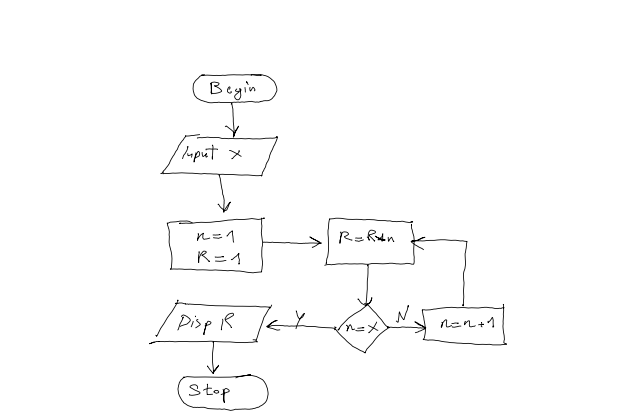 Begin
Input x
n=1
R=1
R=R*n
n=x
Y
N
n=n+1
Disp R
Stop